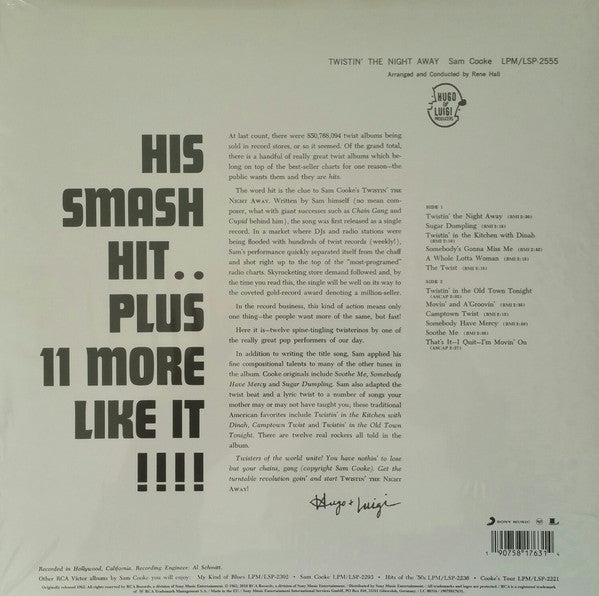 TWISTIN' THE NIGHT AWAY Sam Cooke LPM/LSP-2555
Arranged and Conducted by Rene Hall
HUGO
&
LUIGI
PRODUCERS
HIS
SMASH
HIT..
PLUS
11 MORE
LIKE IT
!!!!
At last count, there were 850,788,094 twist albums being
sold in record stores, or so it seemed. Of the grand total,
there is a handful of really great twist albums which be-
long on top of the best-seller charts for one reason—the
public wants them and they are hits.
The word hit is the clue to Sam Cooke's TWISTIN' THE
NIGHT AWAY. Written by Sam himself (no mean com-
poser, what with giant successes such as Chain Gang and
Cupid behind him), the song was first released as a single
record. In a market where DJs and radio stations were
being flooded with hundreds of twist records (weekly!),
Sam's performance quickly separated itself from the chaff
and shot right up to the top of the "most-programed"
radio charts. Skyrocketing store demand followed and, by
the time you read this, the single will be well on its way to
the coveted gold-record award denoting a million-seller.
In the record business, this kind of action means only
one thing—the people want more of the same, but fast!
Here it is—twelve spine-tingling twisterinos by one of
the really great pop performers of our day.
In addition to writing the title song, Sam applied his
fine compositional talents to many of the other tunes in
the album. Cooke originals include Soothe Me, Somebody
Have Mercy and Sugar Dumpling. Sam also adapted the
twist beat and a lyric twist to a number of songs your
mother may or may not have taught you; these traditional
American favorites include Twistin' in the Kitchen with
Dinah, Camptown Twist and Twistin' in the Old Town
Tonight. There are twelve real rockers all told in the
album.
Twisters of the world unite! You have nothin' to lose
but your chains, gang (copyright Sam Cooke). Get the
turntable revolution goin' and start TWISTIN' THE NIGHT
AWAY!
Hugo + Luigi
SIDE 1
Twistin' the Night Away
Sugar Dumpling
Twistin' in the Kitchen with Dinah
Somebody's Gonna Miss Me
A Whole Lotta Woman
The Twist
SIDE 2
Twistin' in the Old Town Tonight
Movin' and A'Groovin'
Camptown Twist
Somebody Have Mercy
Soothe Me
That's It—I Quit—I'm Movin' On
SONY MUSIC
1 90758 17631 4
Recorded in Hollywood, California. Recording Engineer: Al Schmitt.
Other RCA Victor albums by Sam Cooke you will enjoy: My Kind of Blues LPM/LSP-2392 • Sam Cooke LPM/LSP-2293 • Hits of the '50s LPM/LSP-2236 • Cooke's Tour LPM/LSP-2221